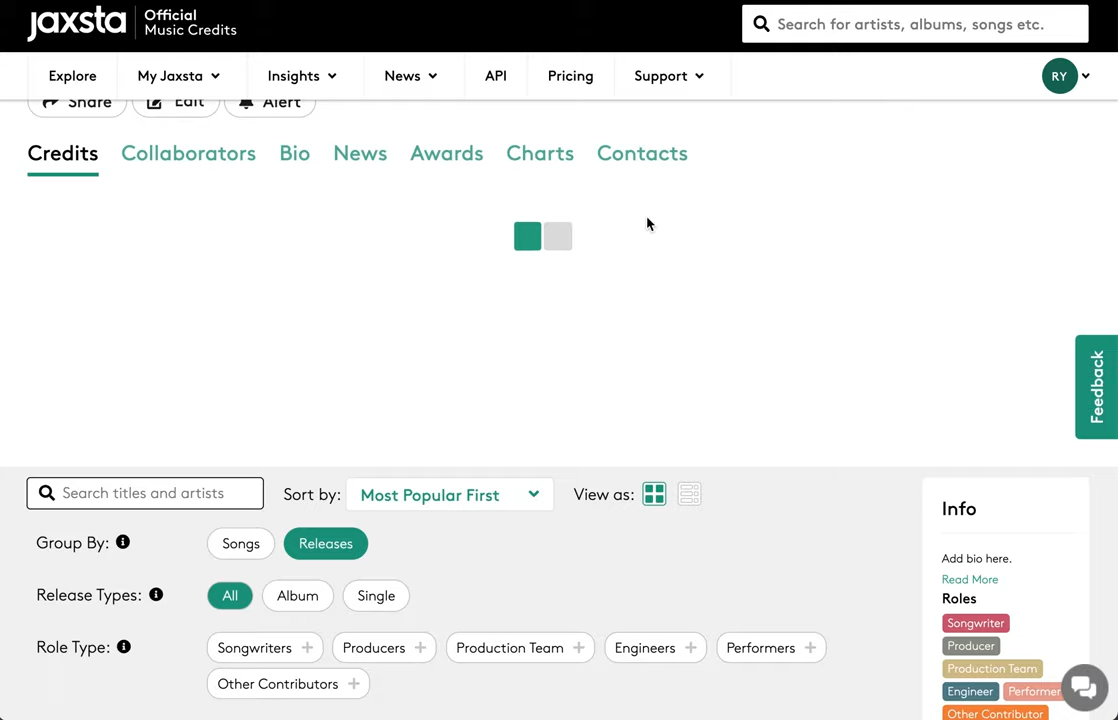 jaxsta
Official
Music Credits
Search for artists, albums, songs etc.
Explore
My Jaxsta
Insights
News
API
Pricing
Support
RY
Share
Edit
Alert
Credits
Collaborators
Bio
News
Awards
Charts
Contacts
Feedback
Search titles and artists
Sort by:
Most Popular First
View as:
Group By:
Songs
Releases
Release Types:
All
Album
Single
Role Type:
Songwriters +
Producers +
Production Team +
Engineers +
Performers +
Other Contributors +
Info
Add bio here.
Read More
Roles
Songwriter
Producer
Production Team
Engineer
Performer
Other Contributor